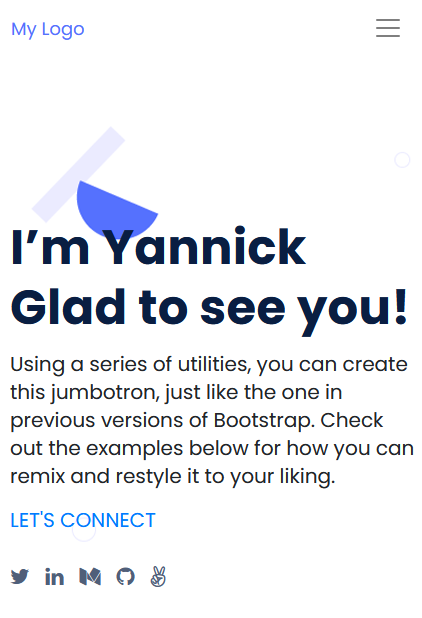 My Logo
I’m Yannick
Glad to see you!
Using a series of utilities, you can create
this jumbotron, just like the one in
previous versions of Bootstrap. Check
out the examples below for how you can
remix and restyle it to your liking.
LET'S CONNECT